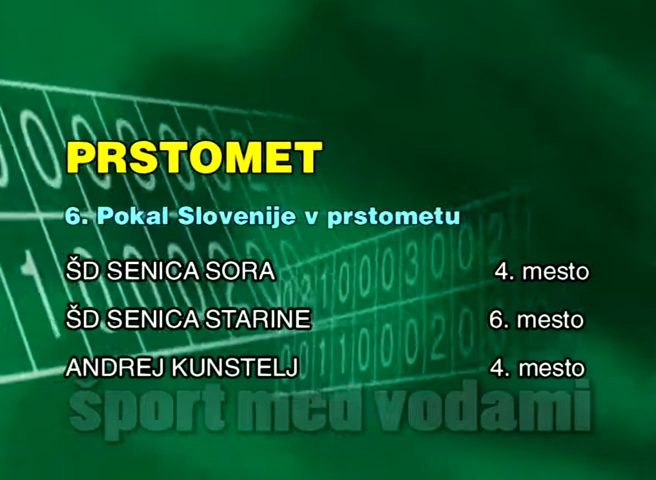 PRSTOMET
6. Pokal Slovenije v prstometu
ŠD SENICA SORA 4. mesto
ŠD SENICA STARINE 6. mesto
ANDREJ KUNSTELJ 4. mesto
šport med vodami